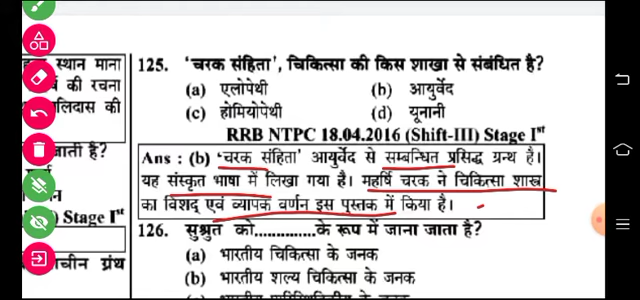 स्थान माना
की रचना
लिदास की
जाती है?
) Stage I
चीन ग्रंथ
125. 'चरक संहिता', चिकित्सा की किस शाखा से संबंधित है?
(a) एलोपेथी (b) आयुर्वेद
(c) होमियोपेथी (d) यूनानी
RRB NTPC 18.04.2016 (Shift-III) Stage Ist
Ans : (b) 'चरक संहिता' आयुर्वेद से सम्बन्धित प्रसिद्ध ग्रन्थ है।
यह संस्कृत भाषा में लिखा गया है। महर्षि चरक ने चिकित्सा शास्त्र
का विशद् एवं व्यापक वर्णन इस पुस्तक में किया है।
126. सुश्रुत को.............के रूप में जाना जाता है?
(a) भारतीय चिकित्सा के जनक
(b) भारतीय शल्य चिकित्सा के जनक